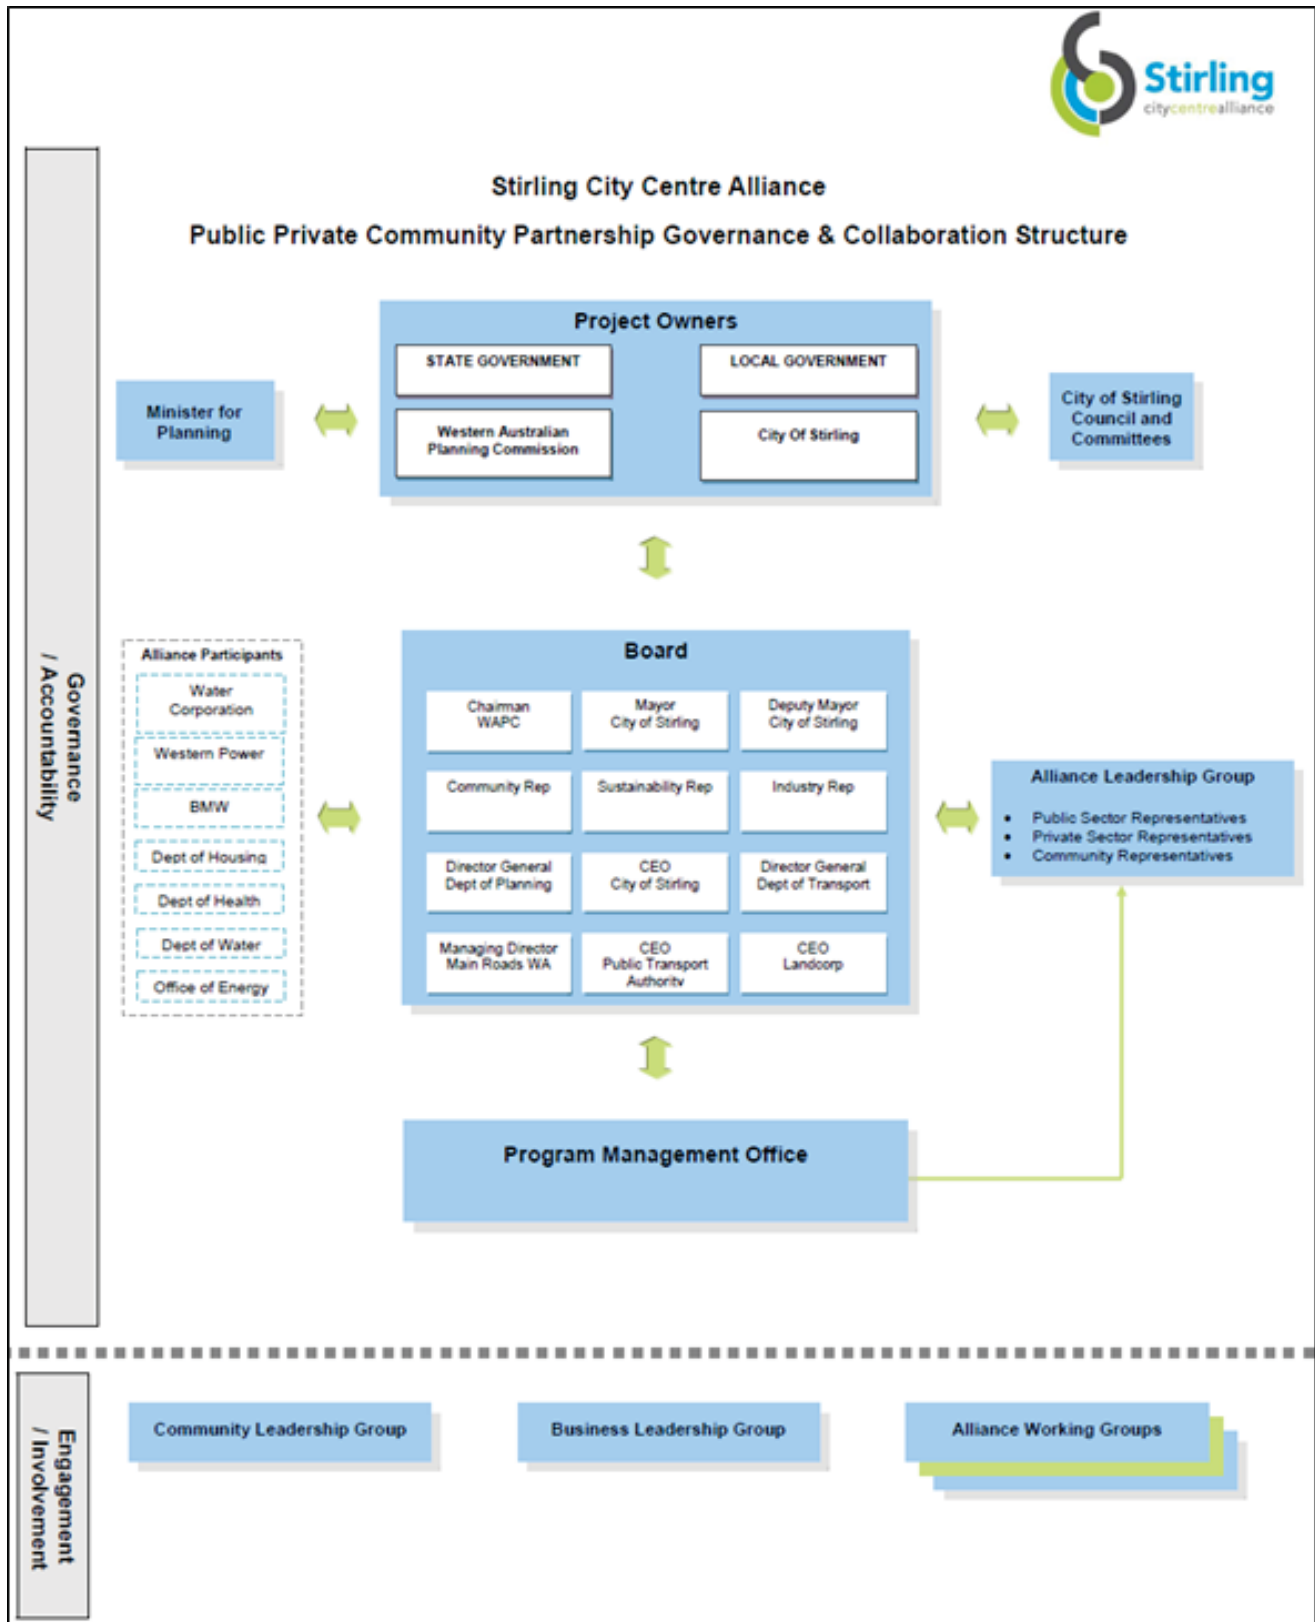 Stirling
citycentrealliance
Stirling City Centre Alliance
Public Private Community Partnership Governance & Collaboration Structure
Governance
/ Accountability
Project Owners
STATE GOVERNMENT
LOCAL GOVERNMENT
Western Australian
Planning Commission
City Of Stirling
Minister for
Planning
City of Stirling
Council and
Committees
Alliance Participants
Water
Corporation
Western Power
BMW
Dept of Housing
Dept of Health
Dept of Water
Office of Energy
Board
Chairman
WAPC
Mayor
City of Stirling
Deputy Mayor
City of Stirling
Community Rep
Sustainability Rep
Industry Rep
Director General
Dept of Planning
CEO
City of Stirling
Director General
Dept of Transport
Managing Director
Main Roads WA
CEO
Public Transport
Authority
CEO
Landcorp
Alliance Leadership Group
• Public Sector Representatives
• Private Sector Representatives
• Community Representatives
Program Management Office
Engagement
/ Involvement
Community Leadership Group
Business Leadership Group
Alliance Working Groups